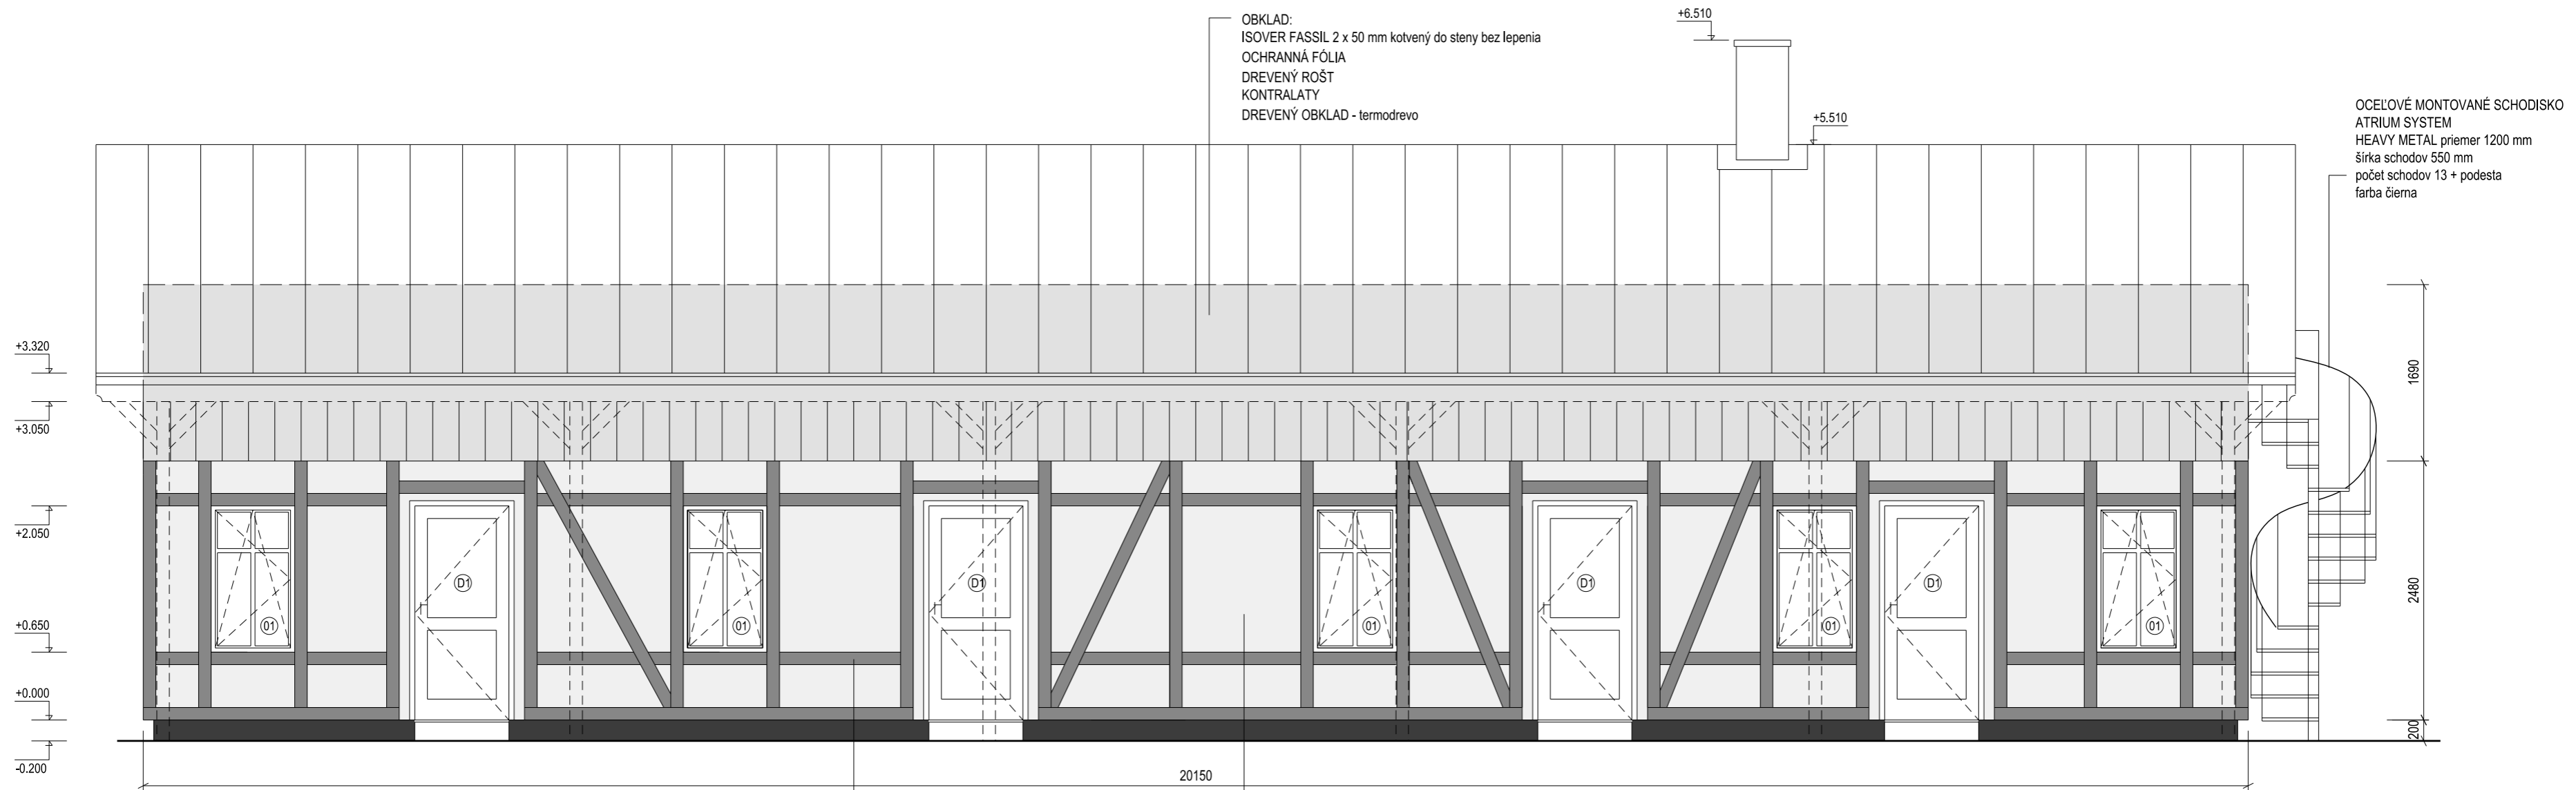 OBKLAD:
ISOVER FASSIL 2 x 50 mm kotvený do steny bez lepenia
OCHRANNÁ FÓLIA
DREVENÝ ROŠT
KONTRALATY
DREVENÝ OBKLAD - termodrevo
+6.510
+5.510
OCEĽOVÉ MONTOVANÉ SCHODISKO
ATRIUM SYSTEM
HEAVY METAL priemer 1200 mm
šírka schodov 550 mm
počet schodov 13 + podesta
farba čierna
+3.320
+3.050
+2.050
+0.650
+0.000
-0.200
D1
D1
D1
D1
01
01
01
01
01
1690
2480
200
20150